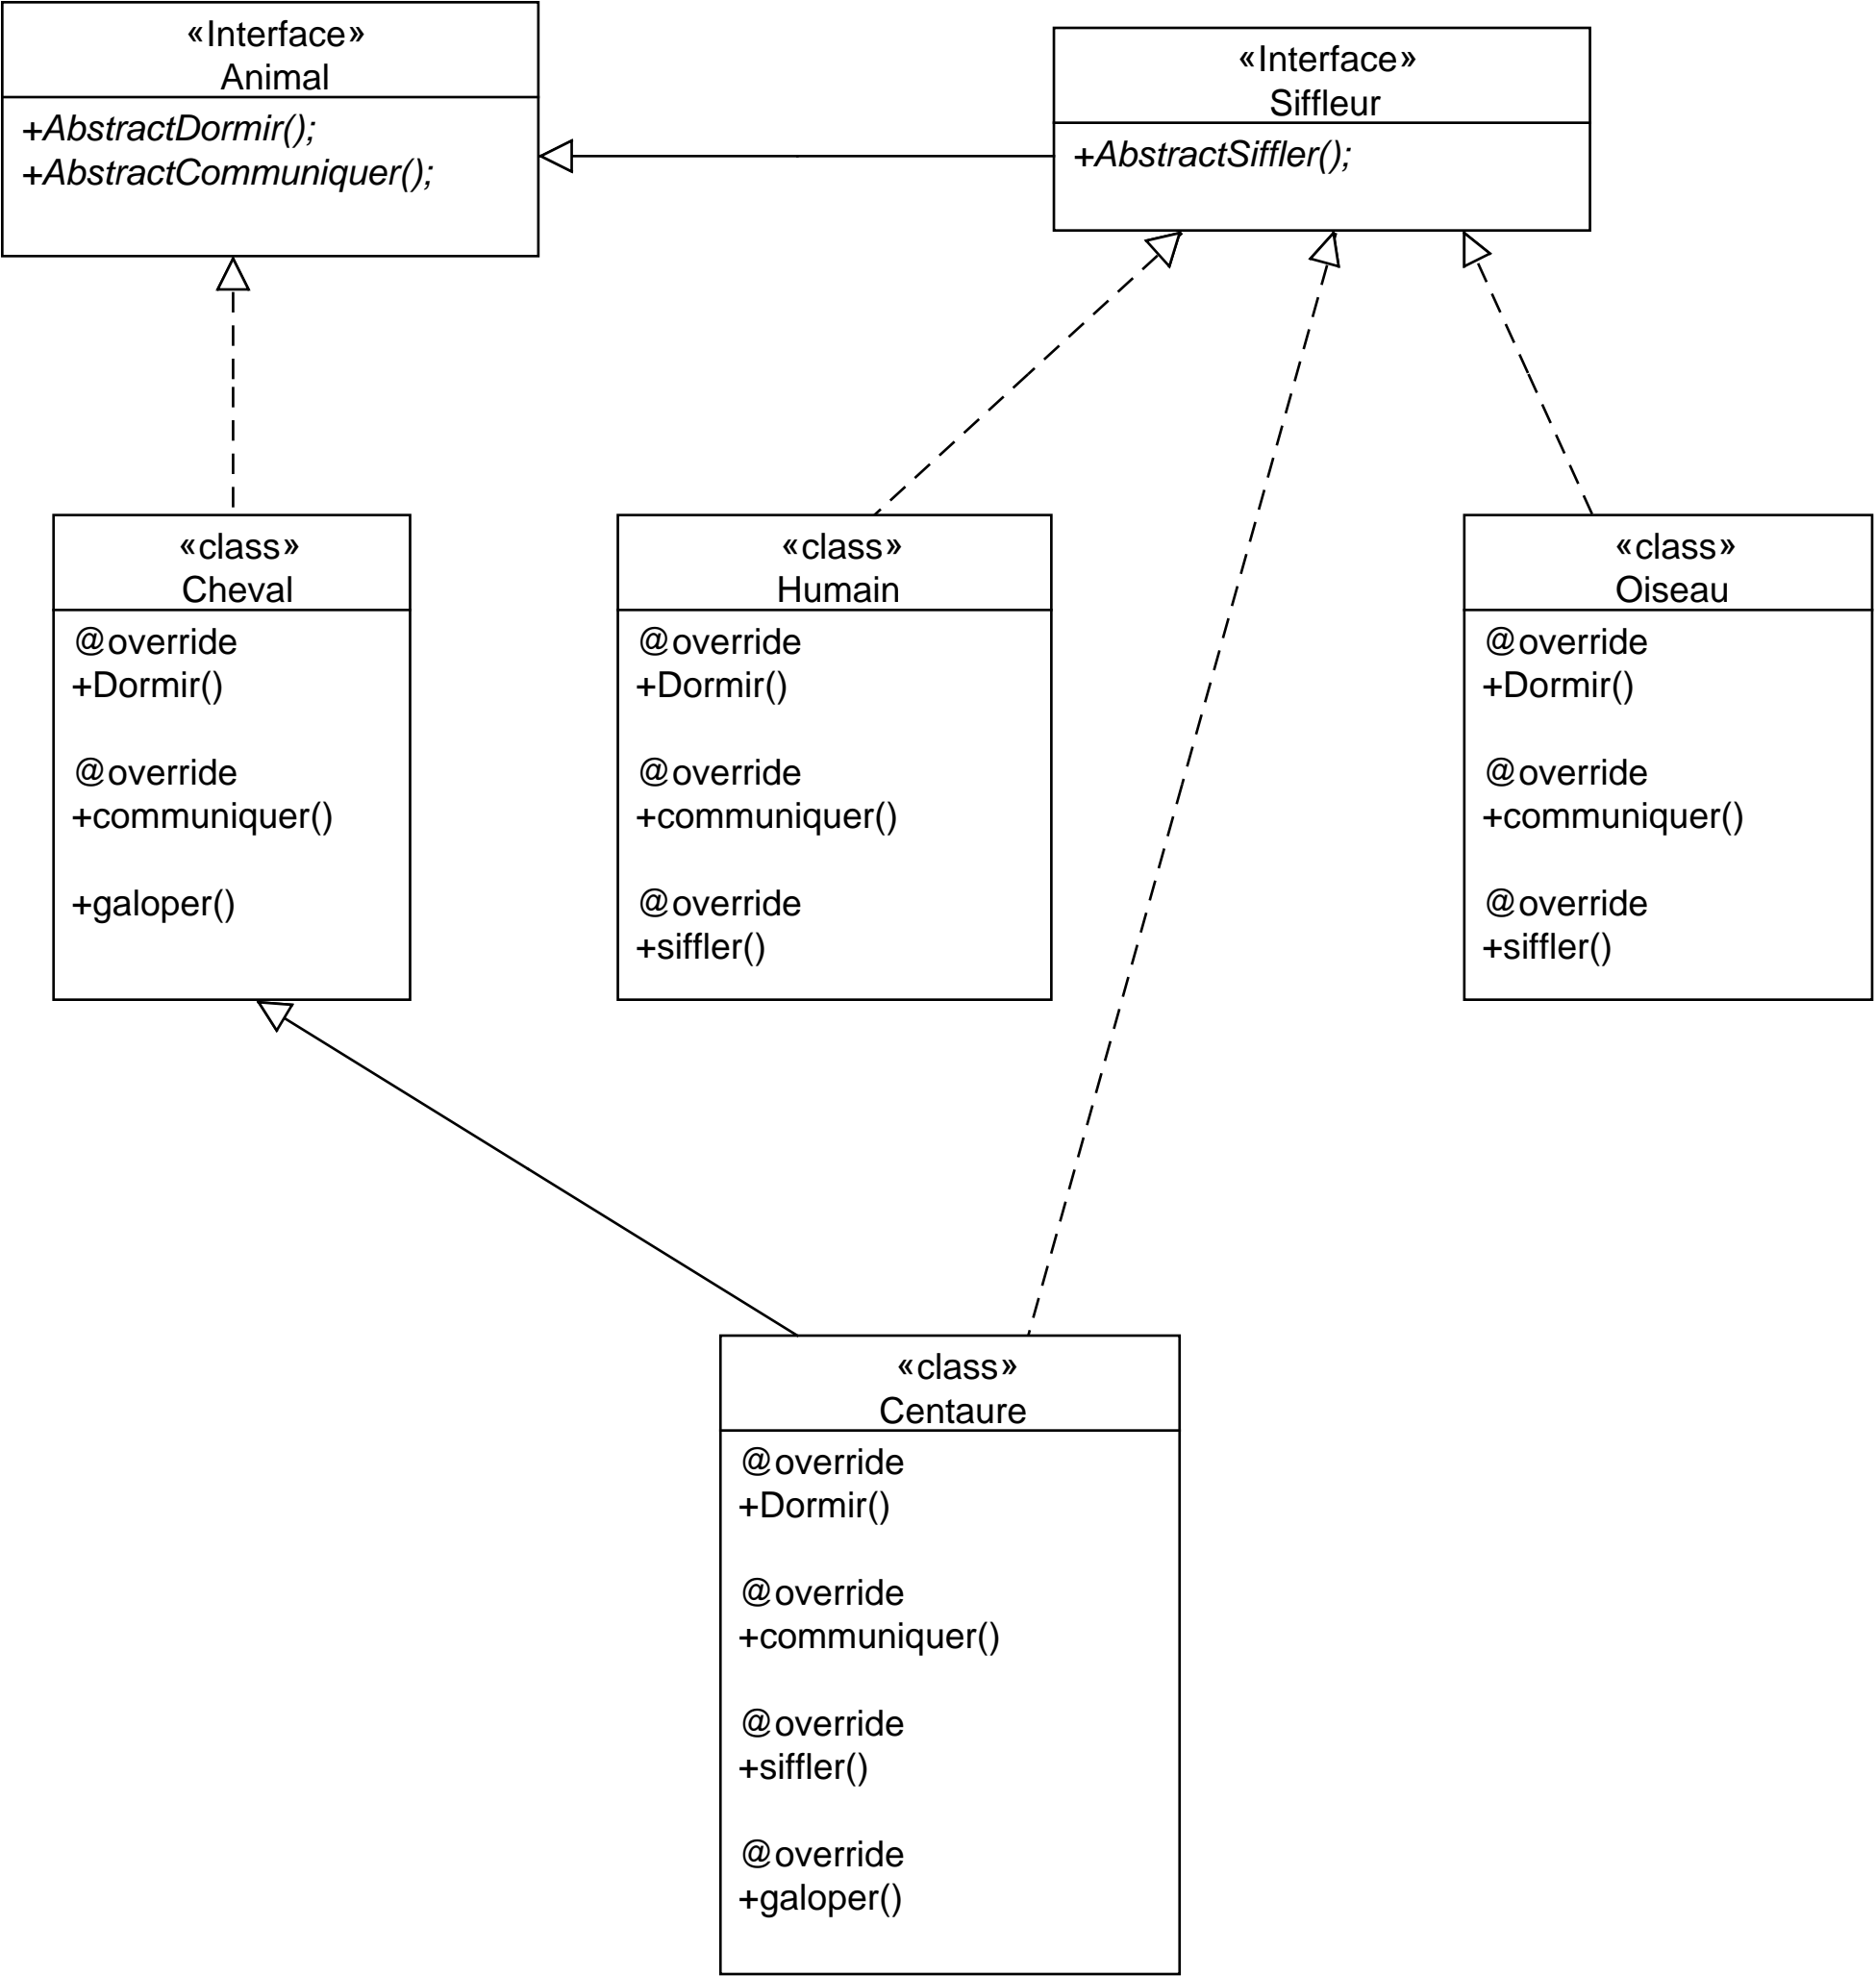 «Interface»
Animal
+AbstractDormir();
+AbstractCommuniquer();
«Interface»
Siffleur
+AbstractSiffler();
«class»
Cheval
@override
+Dormir()
@override
+communiquer()
+galoper()
«class»
Humain
@override
+Dormir()
@override
+communiquer()
@override
+siffler()
«class»
Oiseau
@override
+Dormir()
@override
+communiquer()
@override
+siffler()
«class»
Centaure
@override
+Dormir()
@override
+communiquer()
@override
+siffler()
@override
+galoper()